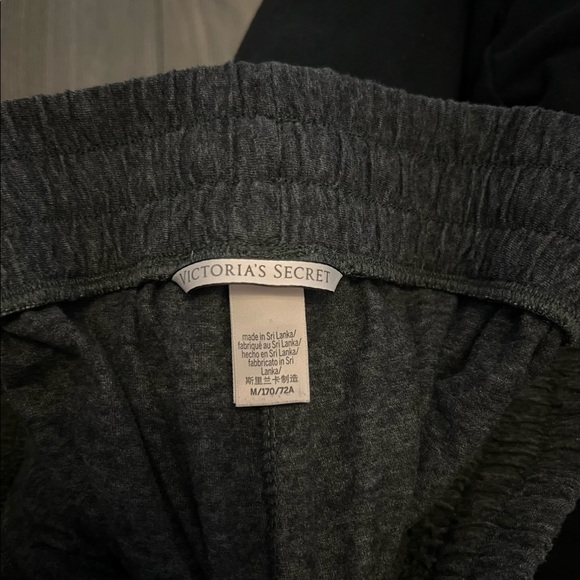 VICTORIA'S SECRET
made in Sri Lanka/
fabriqué au Sri Lanka/
hecho en Sri Lanka/
fabbricato in Sri
Lanka/
斯里兰卡制造
M/170/72A